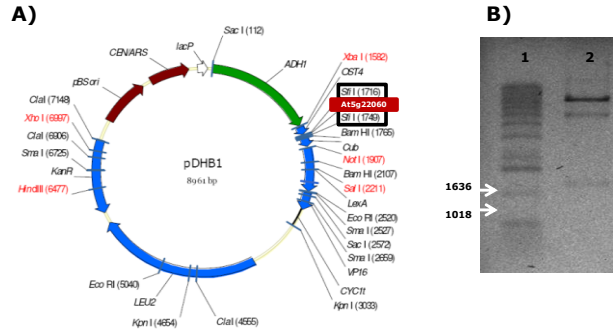 A)
B)
lacP
Sac I (112)
CEN/ARS
ADH1
Xba I (1582)
OST4
Sfi I (1716)
At5g22060
Sfi I (1749)
Bam HI (1765)
Cub
Not I (1907)
Bam HI (2107)
Sal I (2211)
LexA
Eco RI (2520)
Sma I (2527)
Sac I (2572)
Sma I (2659)
VP16
CYC1t
Kpn I (3033)
ClaI (4555)
Kpn I (4654)
LEU2
Eco RI (5040)
HindIII (6477)
KanR
Sma I (6725)
ClaI (6906)
Xho I (6997)
ClaI (7148)
pBS ori
pDHB1
8961 bp
1
2
1636
1018